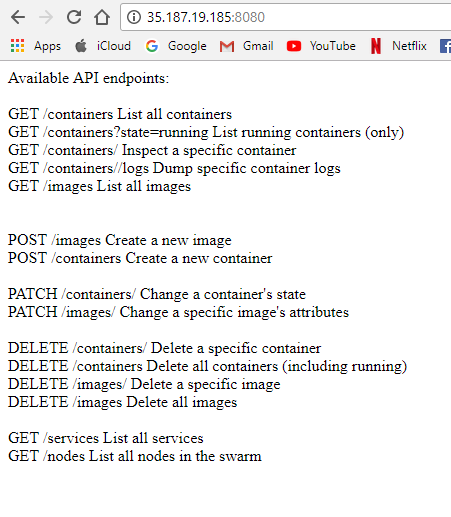 35.187.19.185:8080
Apps iCloud Google Gmail YouTube Netflix
Available API endpoints:
GET /containers List all containers
GET /containers?state=running List running containers (only)
GET /containers/ Inspect a specific container
GET /containers//logs Dump specific container logs
GET /images List all images
POST /images Create a new image
POST /containers Create a new container
PATCH /containers/ Change a container's state
PATCH /images/ Change a specific image's attributes
DELETE /containers/ Delete a specific container
DELETE /containers Delete all containers (including running)
DELETE /images/ Delete a specific image
DELETE /images Delete all images
GET /services List all services
GET /nodes List all nodes in the swarm